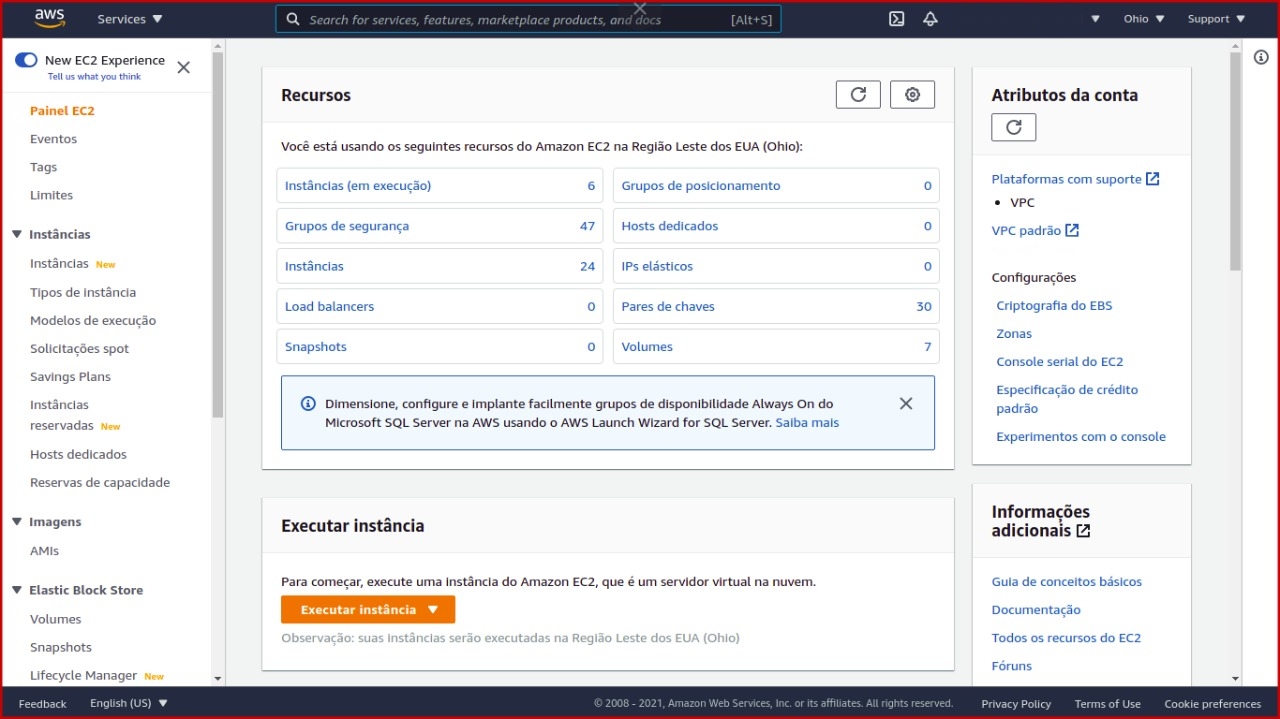 aws
Services
Search for services, features, marketplace products, and docs [Alt+S]
Ohio
Support
New EC2 Experience
Tell us what you think
Painel EC2
Eventos
Tags
Limites
Instâncias
Instâncias New
Tipos de instância
Modelos de execução
Solicitações spot
Savings Plans
Instâncias
reservadas New
Hosts dedicados
Reservas de capacidade
Imagens
AMIs
Elastic Block Store
Volumes
Snapshots
Lifecycle Manager New
Recursos
Você está usando os seguintes recursos do Amazon EC2 na Região Leste dos EUA (Ohio):
Instâncias (em execução) 6
Grupos de posicionamento 0
Grupos de segurança 47
Hosts dedicados 0
Instâncias 24
IPs elásticos 0
Load balancers 0
Pares de chaves 30
Snapshots 0
Volumes 7
Dimensione, configure e implante facilmente grupos de disponibilidade Always On do
Microsoft SQL Server na AWS usando o AWS Launch Wizard for SQL Server. Saiba mais
Executar instância
Para começar, execute uma instância do Amazon EC2, que é um servidor virtual na nuvem.
Executar instância
Observação: suas instâncias serão executadas na Região Leste dos EUA (Ohio)
Atributos da conta
Plataformas com suporte
• VPC
VPC padrão
Configurações
Criptografia do EBS
Zonas
Console serial do EC2
Especificação de crédito
padrão
Experimentos com o console
Informações
adicionais
Guia de conceitos básicos
Documentação
Todos os recursos do EC2
Fóruns
Feedback
English (US)
© 2008 - 2021, Amazon Web Services, Inc. or its affiliates. All rights reserved.
Privacy Policy
Terms of Use
Cookie preferences